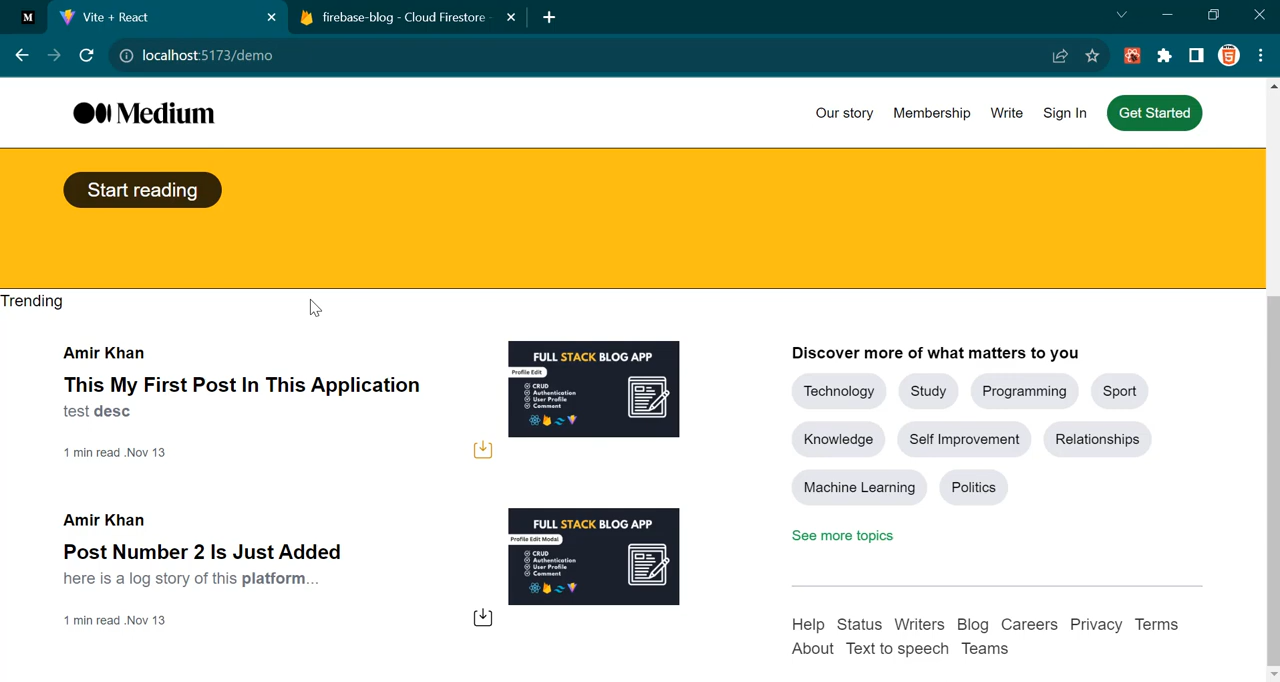 M
Vite + React
firebase-blog - Cloud Firestore -
localhost:5173/demo
Medium
Our story Membership Write Sign In Get Started
Start reading
Trending
Amir Khan
This My First Post In This Application
test desc
1 min read .Nov 13
FULL STACK BLOG APP
Profile Edit
CRUD
Authentication
User Profile
Comment
Amir Khan
Post Number 2 Is Just Added
here is a log story of this platform...
1 min read .Nov 13
FULL STACK BLOG APP
Profile Edit Modal
CRUD
Authentication
User Profile
Comment
Discover more of what matters to you
Technology Study Programming Sport
Knowledge Self Improvement Relationships
Machine Learning Politics
See more topics
Help Status Writers Blog Careers Privacy Terms
About Text to speech Teams